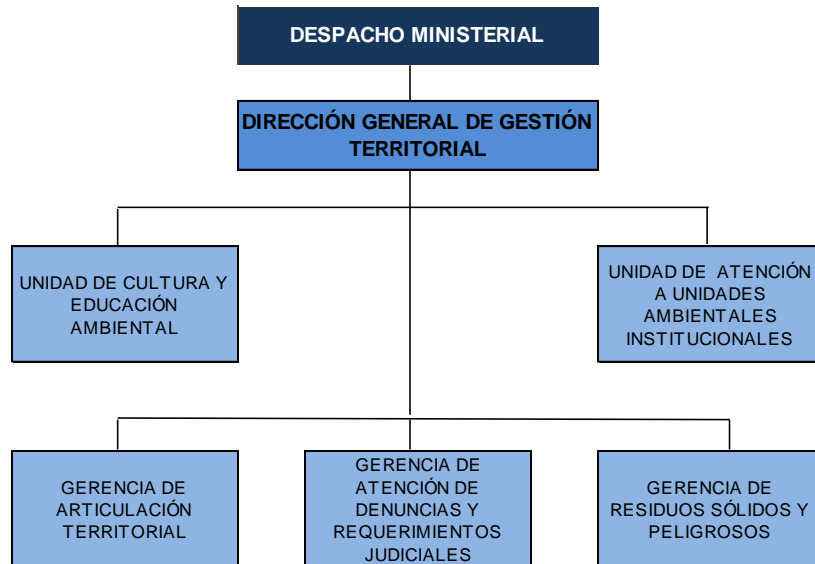 DESPACHO MINISTERIAL
DIRECCIÓN GENERAL DE GESTIÓN
TERRITORIAL
UNIDAD DE CULTURA Y
EDUCACIÓN
AMBIENTAL
UNIDAD DE ATENCIÓN
A UNIDADES
AMBIENTALES
INSTITUCIONALES
GERENCIA DE
ARTICULACIÓN
TERRITORIAL
GERENCIA DE
ATENCIÓN DE
DENUNCIAS Y
REQUERIMIENTOS
JUDICIALES
GERENCIA DE
RESIDUOS SÓLIDOS Y
PELIGROSOS